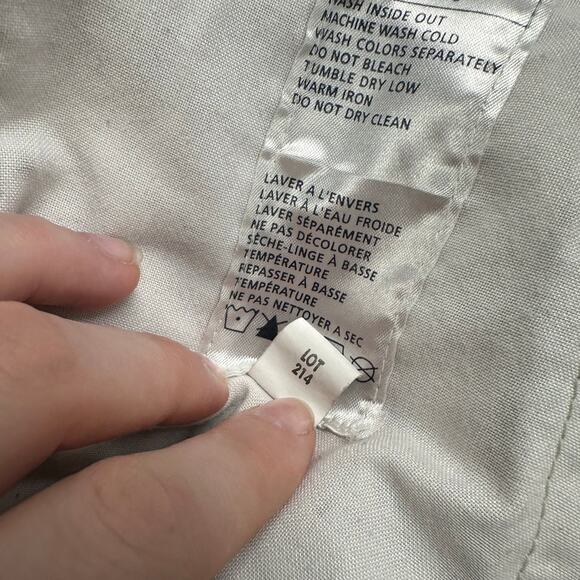 WASH INSIDE OUT
MACHINE WASH COLD
WASH COLORS SEPARATELY
DO NOT BLEACH
TUMBLE DRY LOW
WARM IRON
DO NOT DRY CLEAN
LAVER A L'ENVERS
LAVER À L'EAU FROIDE
LAVER SÉPARÉMENT
NE PAS DÉCOLORER
SÈCHE-LINGE À BASSE
TEMPÉRATURE
REPASSER À BASSE
TEMPÉRATURE
NE PAS NETTOYER A SEC
LOT
214